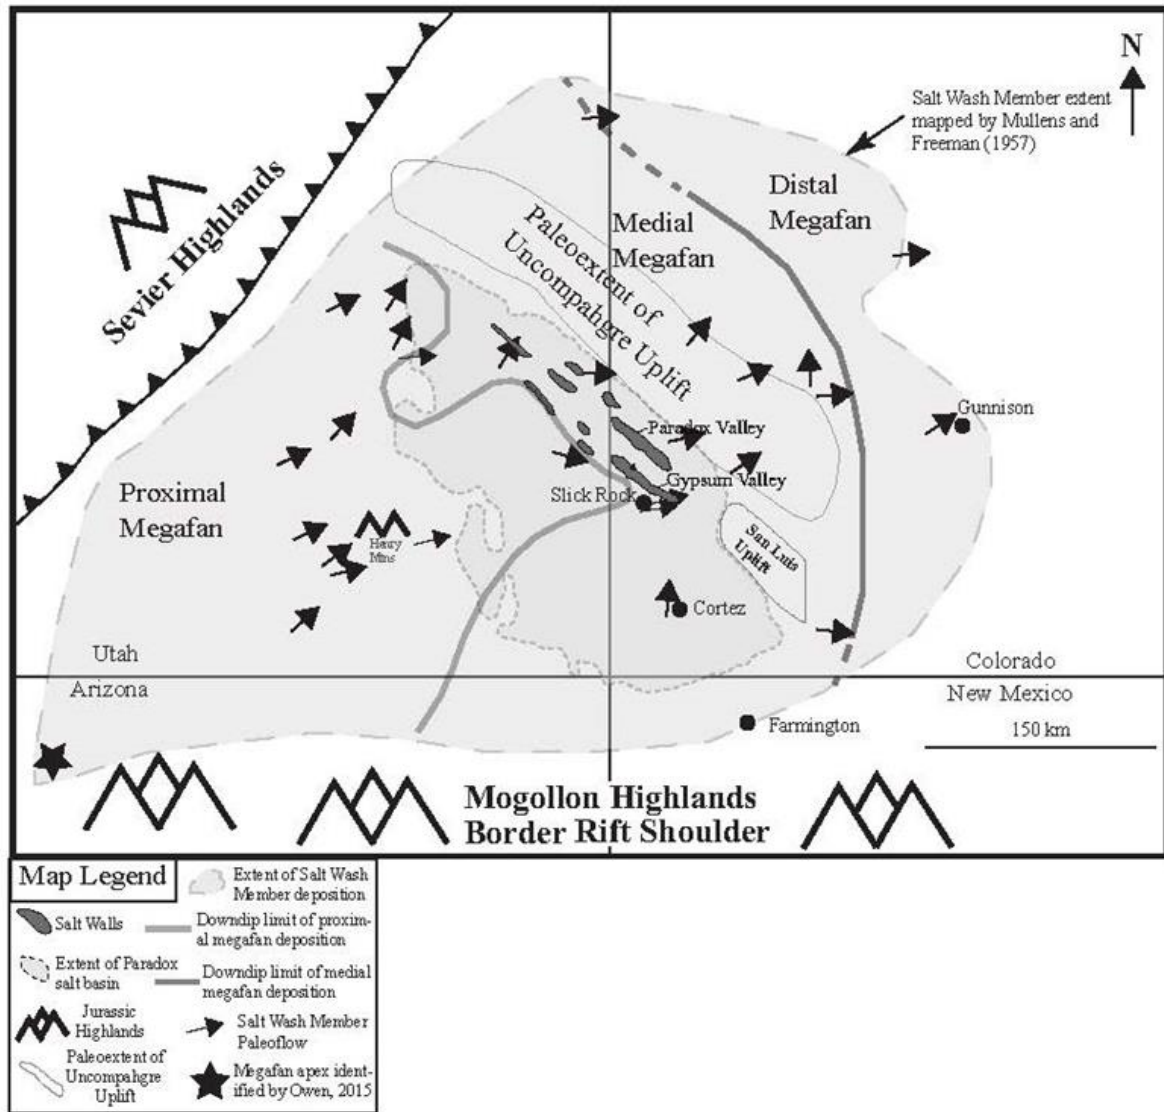 N
Salt Wash Member extent
mapped by Mullens and
Freeman (1957)
Sevier Highlands
Distal
Megafan
Medial
Megafan
Paleoextent of
Uncompahgre Uplift
Gunnison
Paradox Valley
Gypsum Valley
Slick Rock
Proximal
Megafan
Henry
Mtns
San Luis
Uplift
Cortez
Utah
Arizona
Colorado
New Mexico
Farmington
150 km
Mogollon Highlands
Border Rift Shoulder
Map Legend
Extent of Salt Wash
Member deposition
Salt Walls
Downdip limit of proxim-
al megafan deposition
Extent of Paradox
salt basin
Downdip limit of medial
megafan deposition
Jurassic
Highlands
Salt Wash Member
Paleoflow
Paleoextent of
Uncompahgre
Uplift
Megafan apex ident-
ified by Owen, 2015